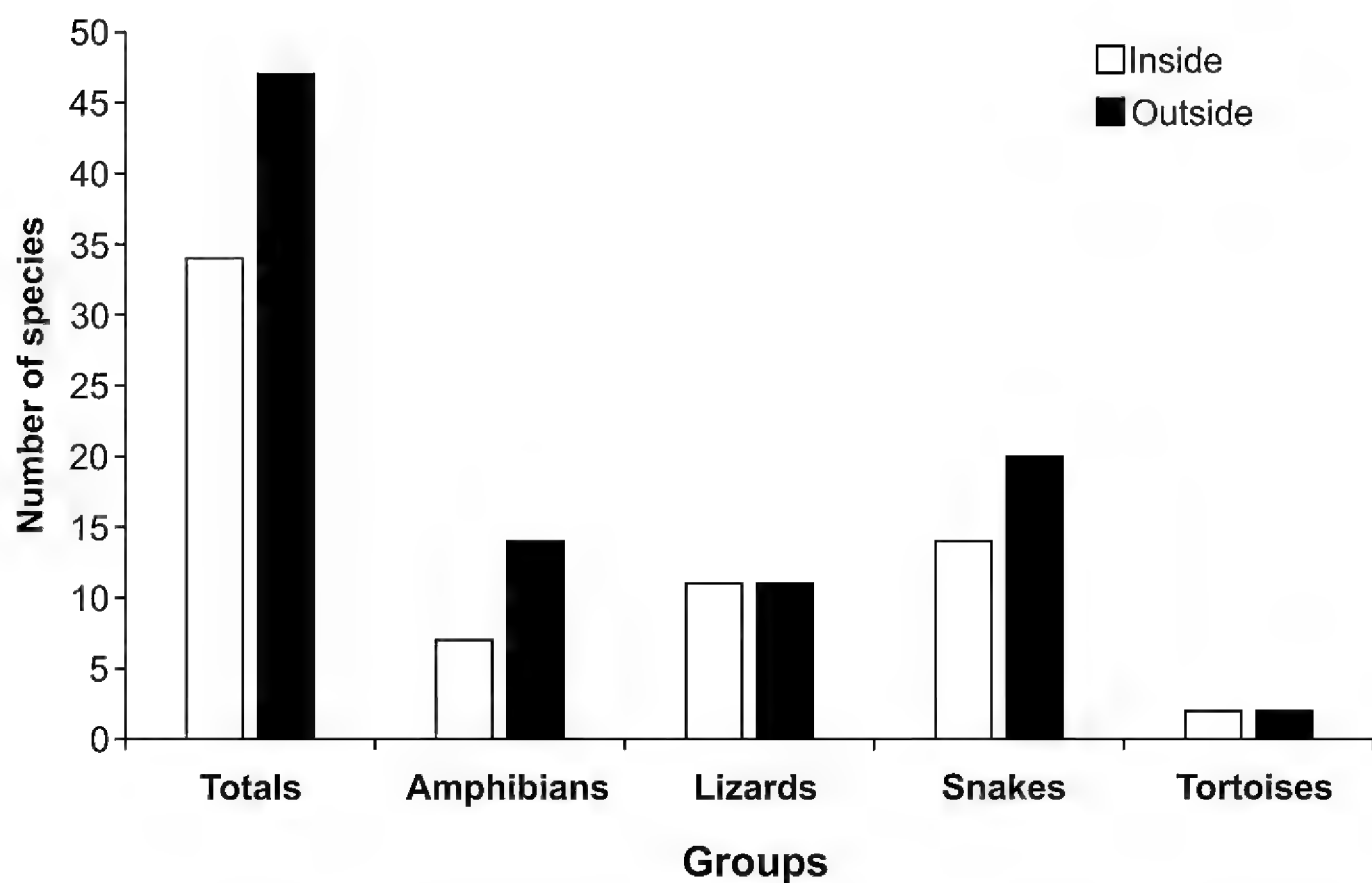 50
45
40
35
30
25
20
15
10
5
0
Number of species
Inside
Outside
Totals Amphibians Lizards Snakes Tortoises
Groups